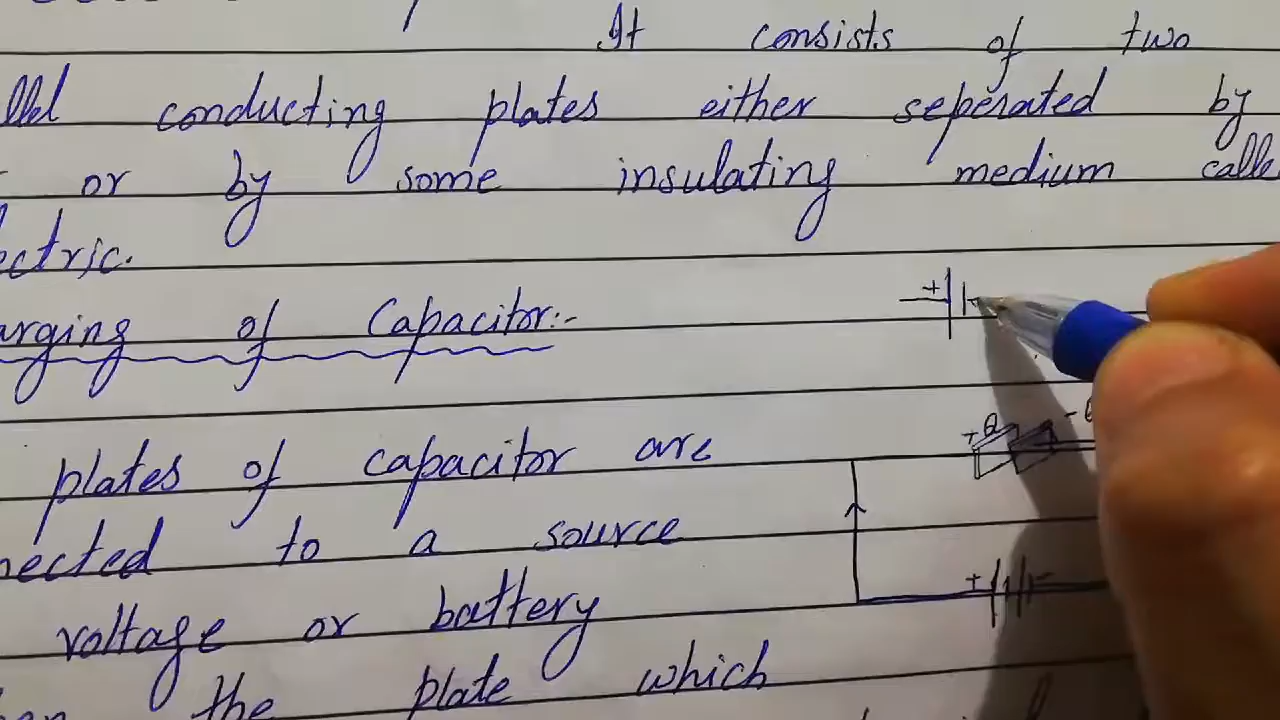 It consists of two
conducting plates either seperated by
or by some insulating medium
Capacitor:-
of
plates of capacitor are
to a source
voltage or battery
the plate which
+
+Q
+ -